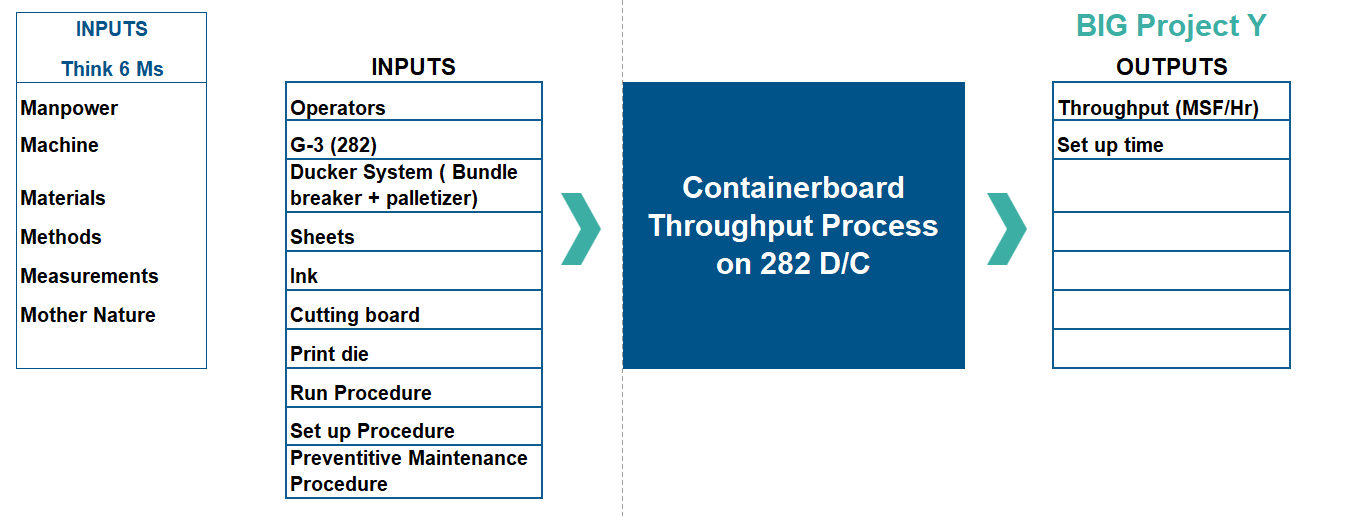 INPUTS
Think 6 Ms
Manpower
Machine
Materials
Methods
Measurements
Mother Nature
INPUTS
Operators
G-3 (282)
Ducker System ( Bundle
breaker + palletizer)
Sheets
Ink
Cutting board
Print die
Run Procedure
Set up Procedure
Preventitive Maintenance
Procedure
Containerboard
Throughput Process
on 282 D/C
BIG Project Y
OUTPUTS
Throughput (MSF/Hr)
Set up time